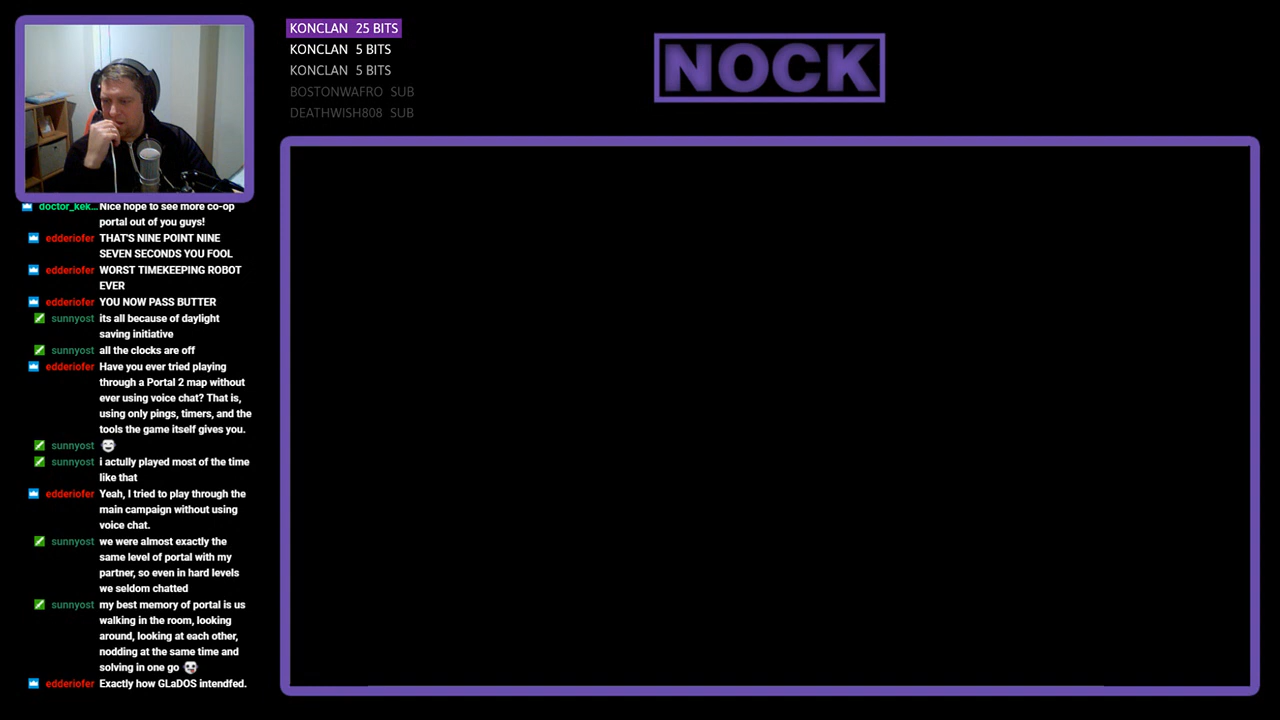 KONCLAN 25 BITS
KONCLAN 5 BITS
KONCLAN 5 BITS
BOSTONWAFRO SUB
DEATHWISH808 SUB
NOCK
doctor_kek... Nice hope to see more co-op
portal out of you guys!
edderiofer THAT'S NINE POINT NINE
SEVEN SECONDS YOU FOOL
edderiofer WORST TIMEKEEPING ROBOT
EVER
edderiofer YOU NOW PASS BUTTER
sunnyost its all because of daylight
saving initiative
sunnyost all the clocks are off
edderiofer Have you ever tried playing
through a Portal 2 map without
ever using voice chat? That is,
using only pings, timers, and the
tools the game itself gives you.
sunnyost
sunnyost i actully played most of the time
like that
edderiofer Yeah, I tried to play through the
main campaign without using
voice chat.
sunnyost we were almost exactly the
same level of portal with my
partner, so even in hard levels
we seldom chatted
sunnyost my best memory of portal is us
walking in the room, looking
around, looking at each other,
nodding at the same time and
solving in one go
edderiofer Exactly how GLaDOS intendfed.